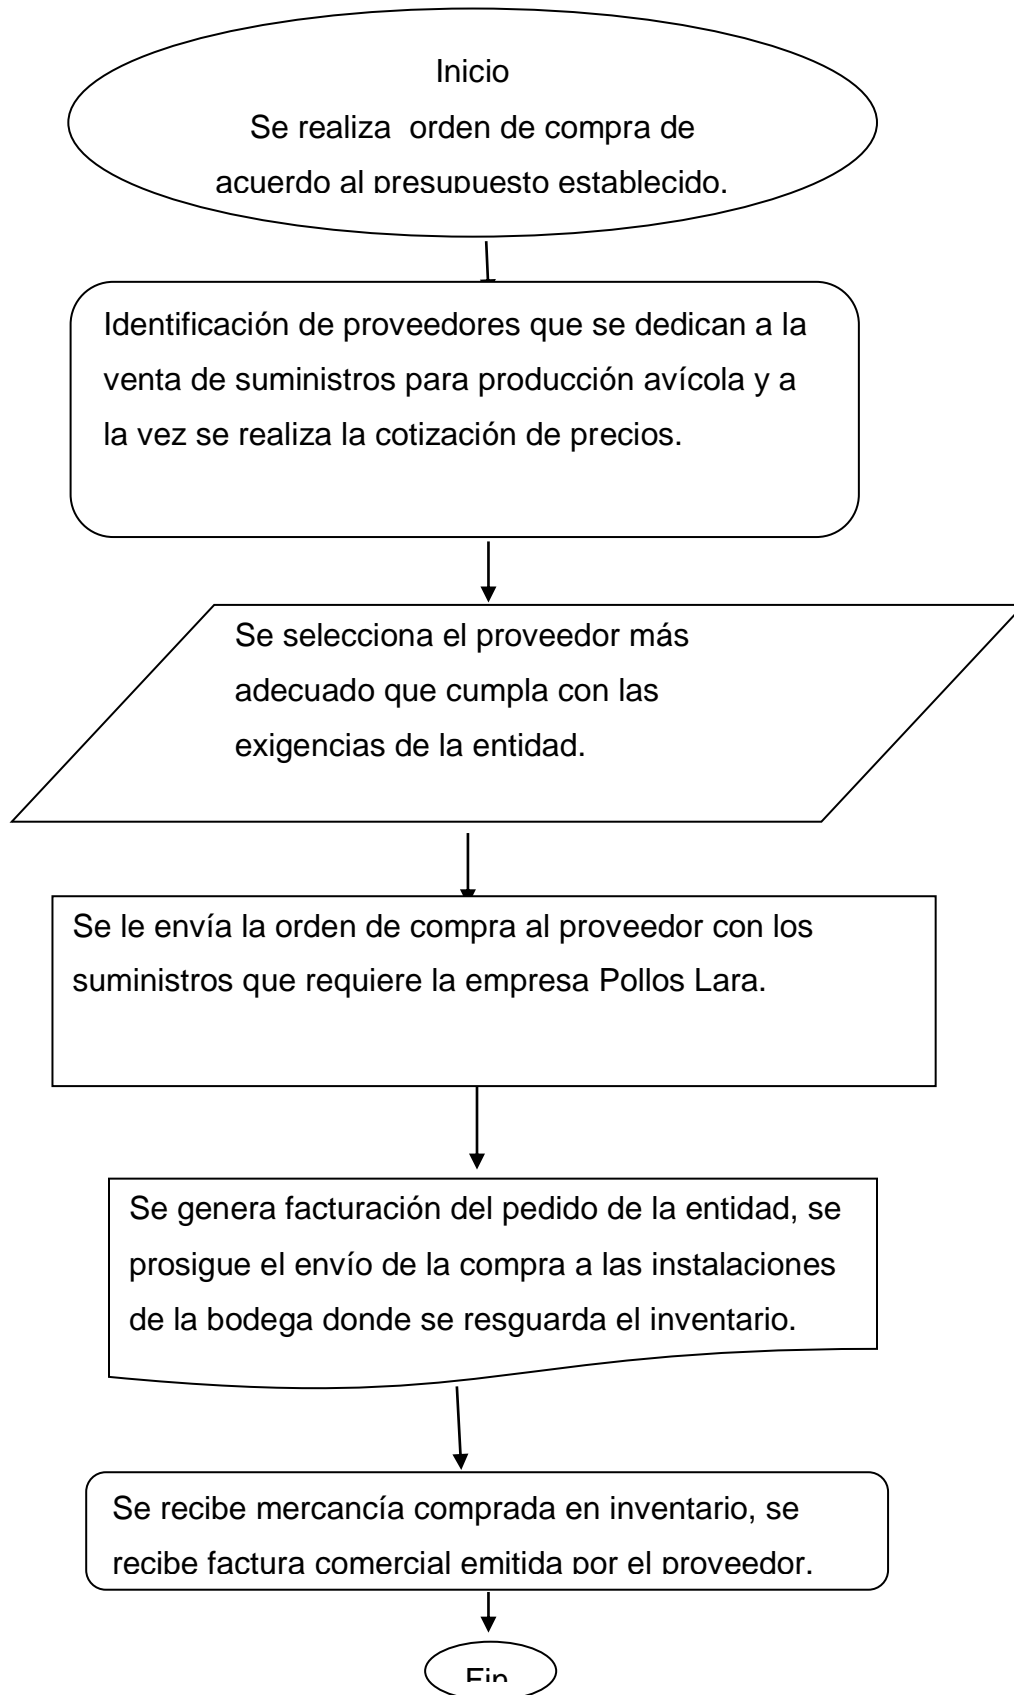 Inicio
Se realiza  orden de compra de
acuerdo al presupuesto establecido.
Identificación de proveedores que se dedican a la
venta de suministros para producción avícola y a
la vez se realiza la cotización de precios.
Se selecciona el proveedor más
adecuado que cumpla con las
exigencias de la entidad.
Se le envía la orden de compra al proveedor con los
suministros que requiere la empresa Pollos Lara.
Se genera facturación del pedido de la entidad, se
prosigue el envío de la compra a las instalaciones
de la bodega donde se resguarda el inventario.
Se recibe mercancía comprada en inventario, se
recibe factura comercial emitida por el proveedor.
Fin